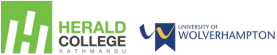 HERALD
COLLEGE
KATHMANDU
UNIVERSITY OF
WOLVERHAMPTON